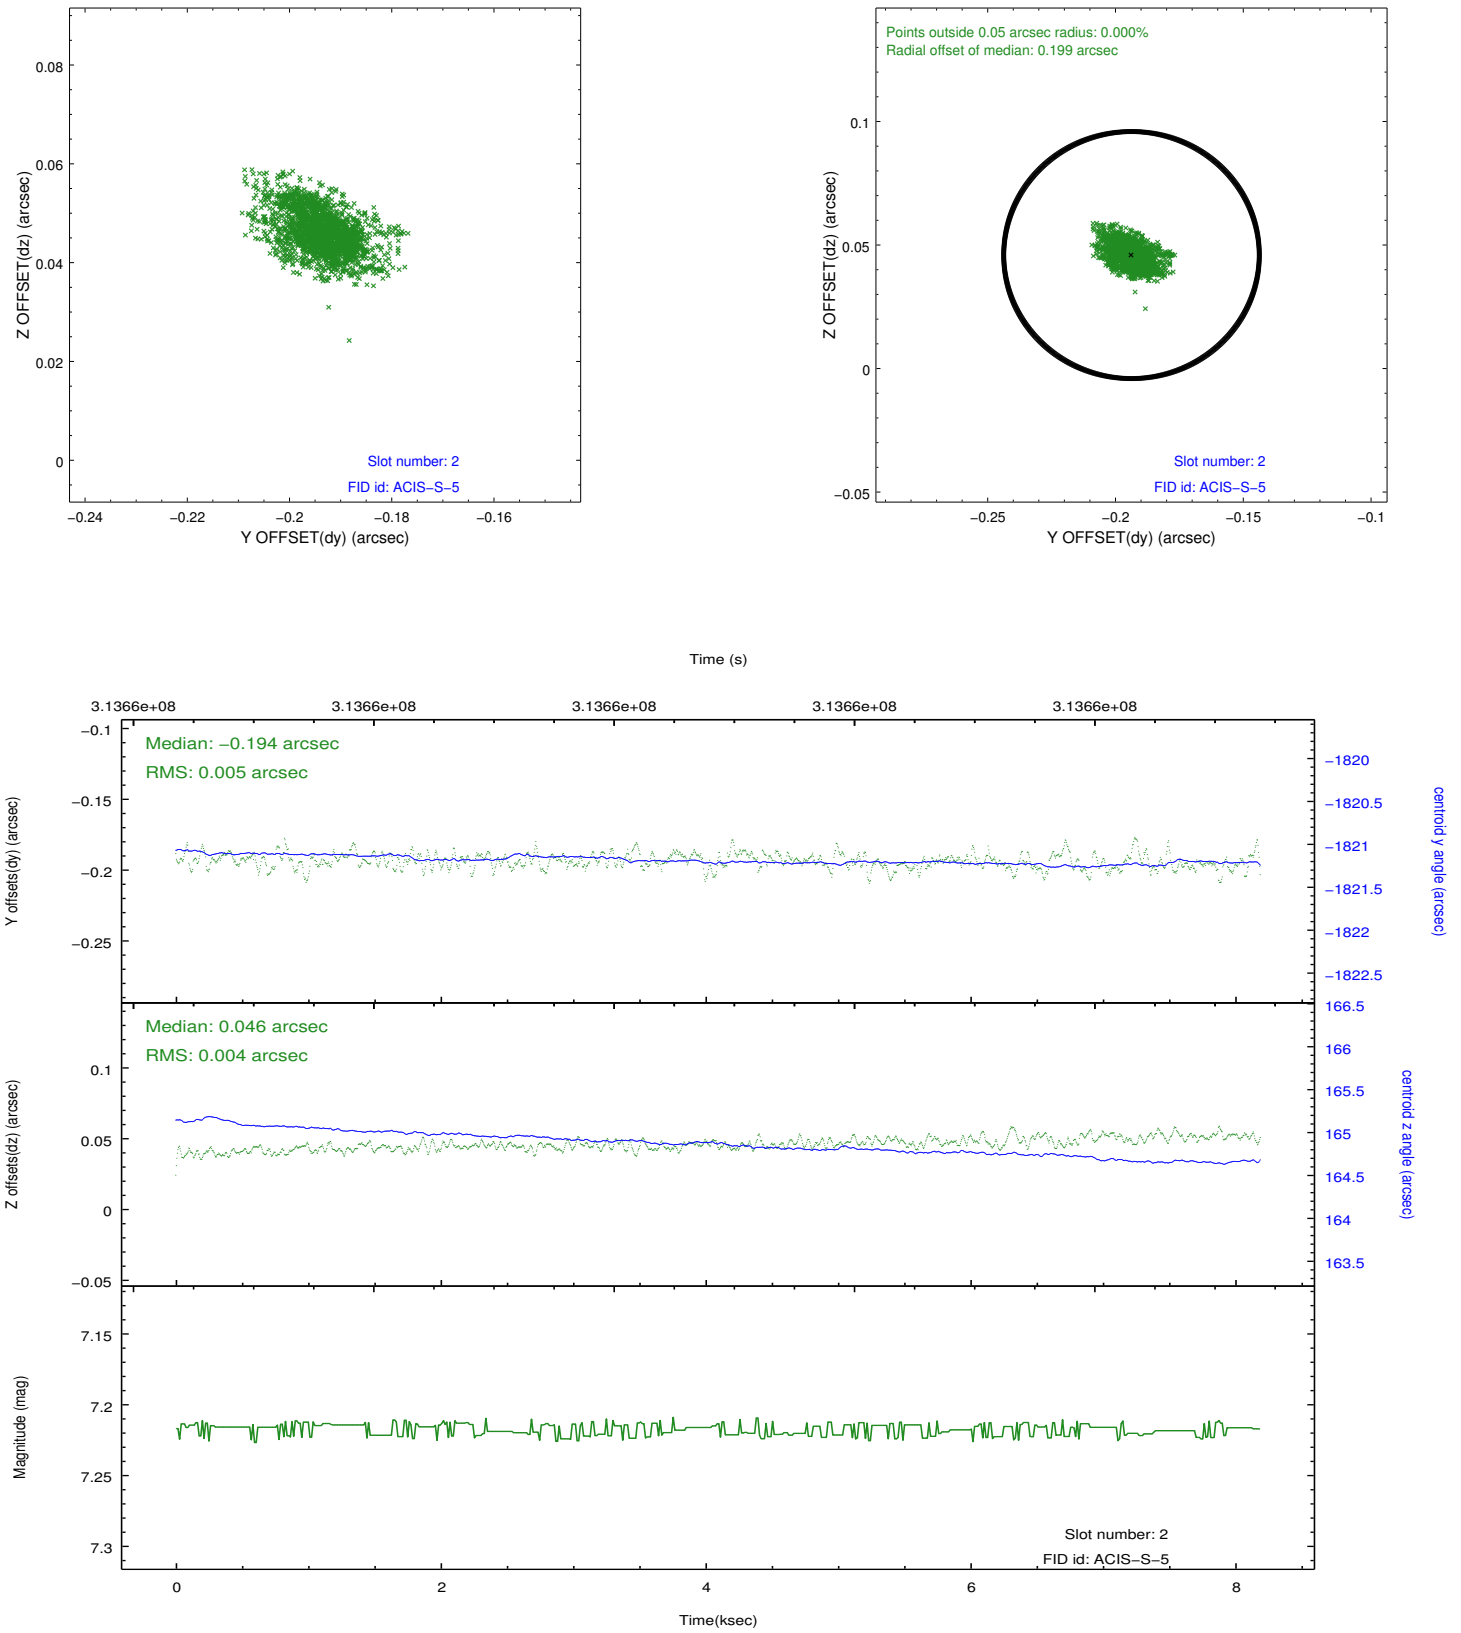 0.08
0.06
0.04
0.02
0
Z OFFSET(dz) (arcsec)
Slot number: 2
FID id: ACIS−S−5
−0.24 −0.22 −0.2 −0.18 −0.16
Y OFFSET(dy) (arcsec)
Points outside 0.05 arcsec radius: 0.000%
Radial offset of median: 0.199 arcsec
0.1
0.05
0
−0.05
Z OFFSET(dz) (arcsec)
Slot number: 2
FID id: ACIS−S−5
−0.25 −0.2 −0.15 −0.1
Y OFFSET(dy) (arcsec)
Time (s)
3.1366e+08 3.1366e+08 3.1366e+08 3.1366e+08 3.1366e+08
Median: −0.194 arcsec
RMS: 0.005 arcsec
−0.1
−0.15
−0.2
−0.25
Y offsets(dy) (arcsec)
−1820
−1820.5
−1821
−1821.5
−1822
−1822.5
centroid y angle (arcsec)
Median: 0.046 arcsec
RMS: 0.004 arcsec
0.1
0.05
0
−0.05
Z offsets(dz) (arcsec)
166.5
166
165.5
165
164.5
164
163.5
centroid z angle (arcsec)
7.15
7.2
7.25
7.3
Magnitude (mag)
Slot number: 2
FID id: ACIS−S−5
0 2 4 6 8
Time(ksec)